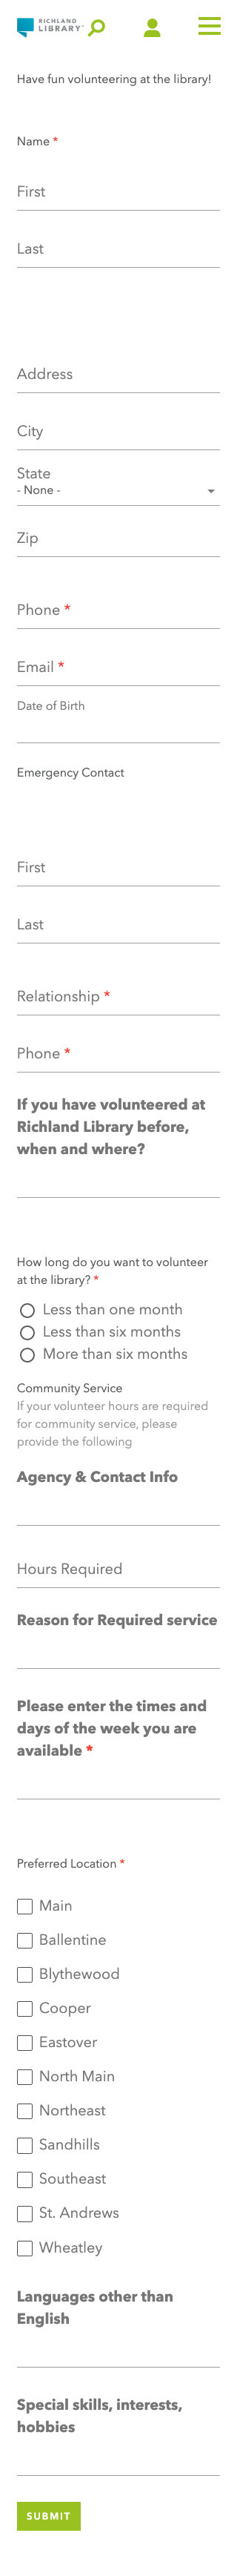 RICHLAND
LIBRARY
Have fun volunteering at the library!
Name *
First
Last
Address
City
State
- None -
Zip
Phone *
Email *
Date of Birth
Emergency Contact
First
Last
Relationship *
Phone *
If you have volunteered at
Richland Library before,
when and where?
How long do you want to volunteer
at the library? *
Less than one month
Less than six months
More than six months
Community Service
If your volunteer hours are required
for community service, please
provide the following
Agency & Contact Info
Hours Required
Reason for Required service
Please enter the times and
days of the week you are
available *
Preferred Location *
Main
Ballentine
Blythewood
Cooper
Eastover
North Main
Northeast
Sandhills
Southeast
St. Andrews
Wheatley
Languages other than
English
Special skills, interests,
hobbies
SUBMIT